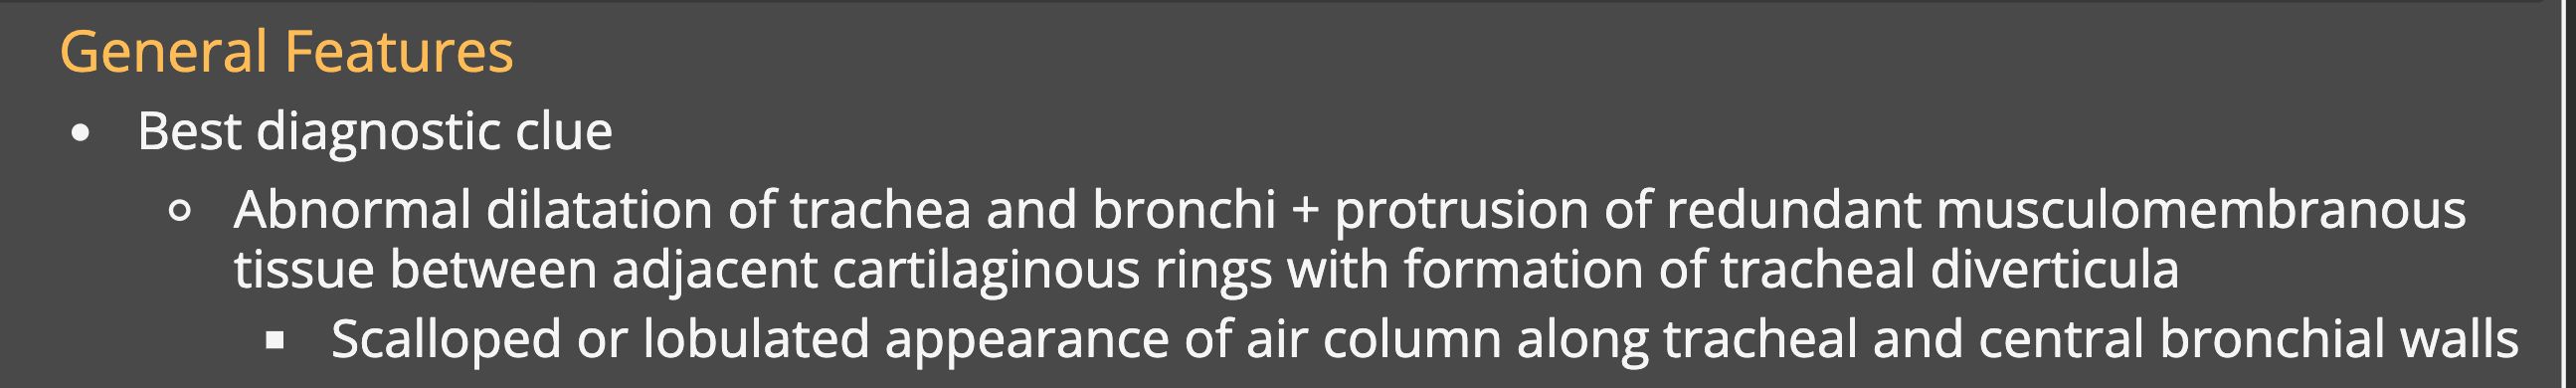 General Features
• Best diagnostic clue
○ Abnormal dilatation of trachea and bronchi + protrusion of redundant musculomembranous
tissue between adjacent cartilaginous rings with formation of tracheal diverticula
▪ Scalloped or lobulated appearance of air column along tracheal and central bronchial walls